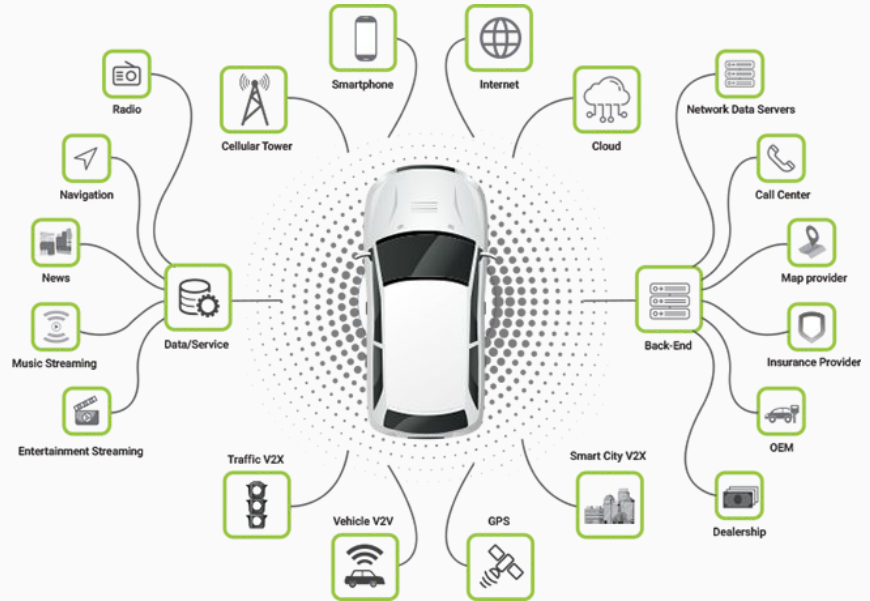 Smartphone
Internet
Radio
Cellular Tower
Cloud
Network Data Servers
Navigation
Call Center
News
Map provider
Data/Service
Back-End
Music Streaming
Insurance Provider
Entertainment Streaming
OEM
Traffic V2X
Smart City V2X
Vehicle V2V
GPS
Dealership